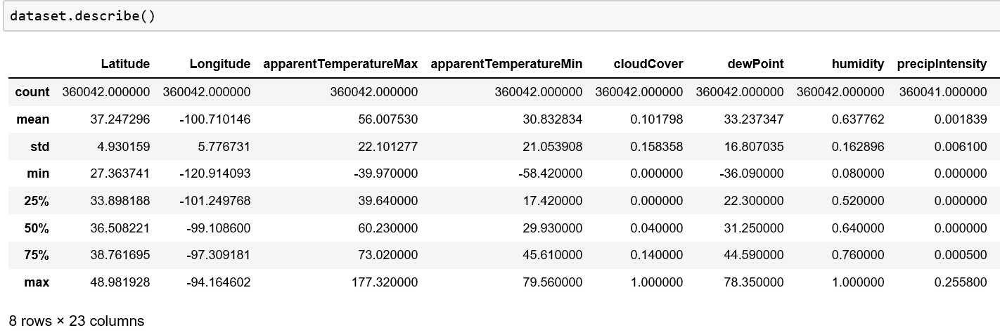 dataset.describe()
Latitude Longitude apparentTemperatureMax apparentTemperatureMin cloudCover dewPoint humidity precipIntensity
count 360042.000000 360042.000000 360042.000000 360042.000000 360042.000000 360042.000000 360042.000000 360041.000000
mean 37.247296 -100.710146 56.007530 30.832834 0.101798 33.237347 0.637762 0.001839
std 4.930159 5.776731 22.101277 21.053908 0.158358 16.807035 0.162896 0.006100
min 27.363741 -120.914093 -39.970000 -58.420000 0.000000 -36.090000 0.080000 0.000000
25% 33.898188 -101.249768 39.640000 17.420000 0.000000 22.300000 0.520000 0.000000
50% 36.508221 -99.108600 60.230000 29.930000 0.040000 31.250000 0.640000 0.000000
75% 38.761695 -97.309181 73.020000 45.610000 0.140000 44.590000 0.760000 0.000500
max 48.981928 -94.164602 177.320000 79.560000 1.000000 78.350000 1.000000 0.255800
8 rows × 23 columns